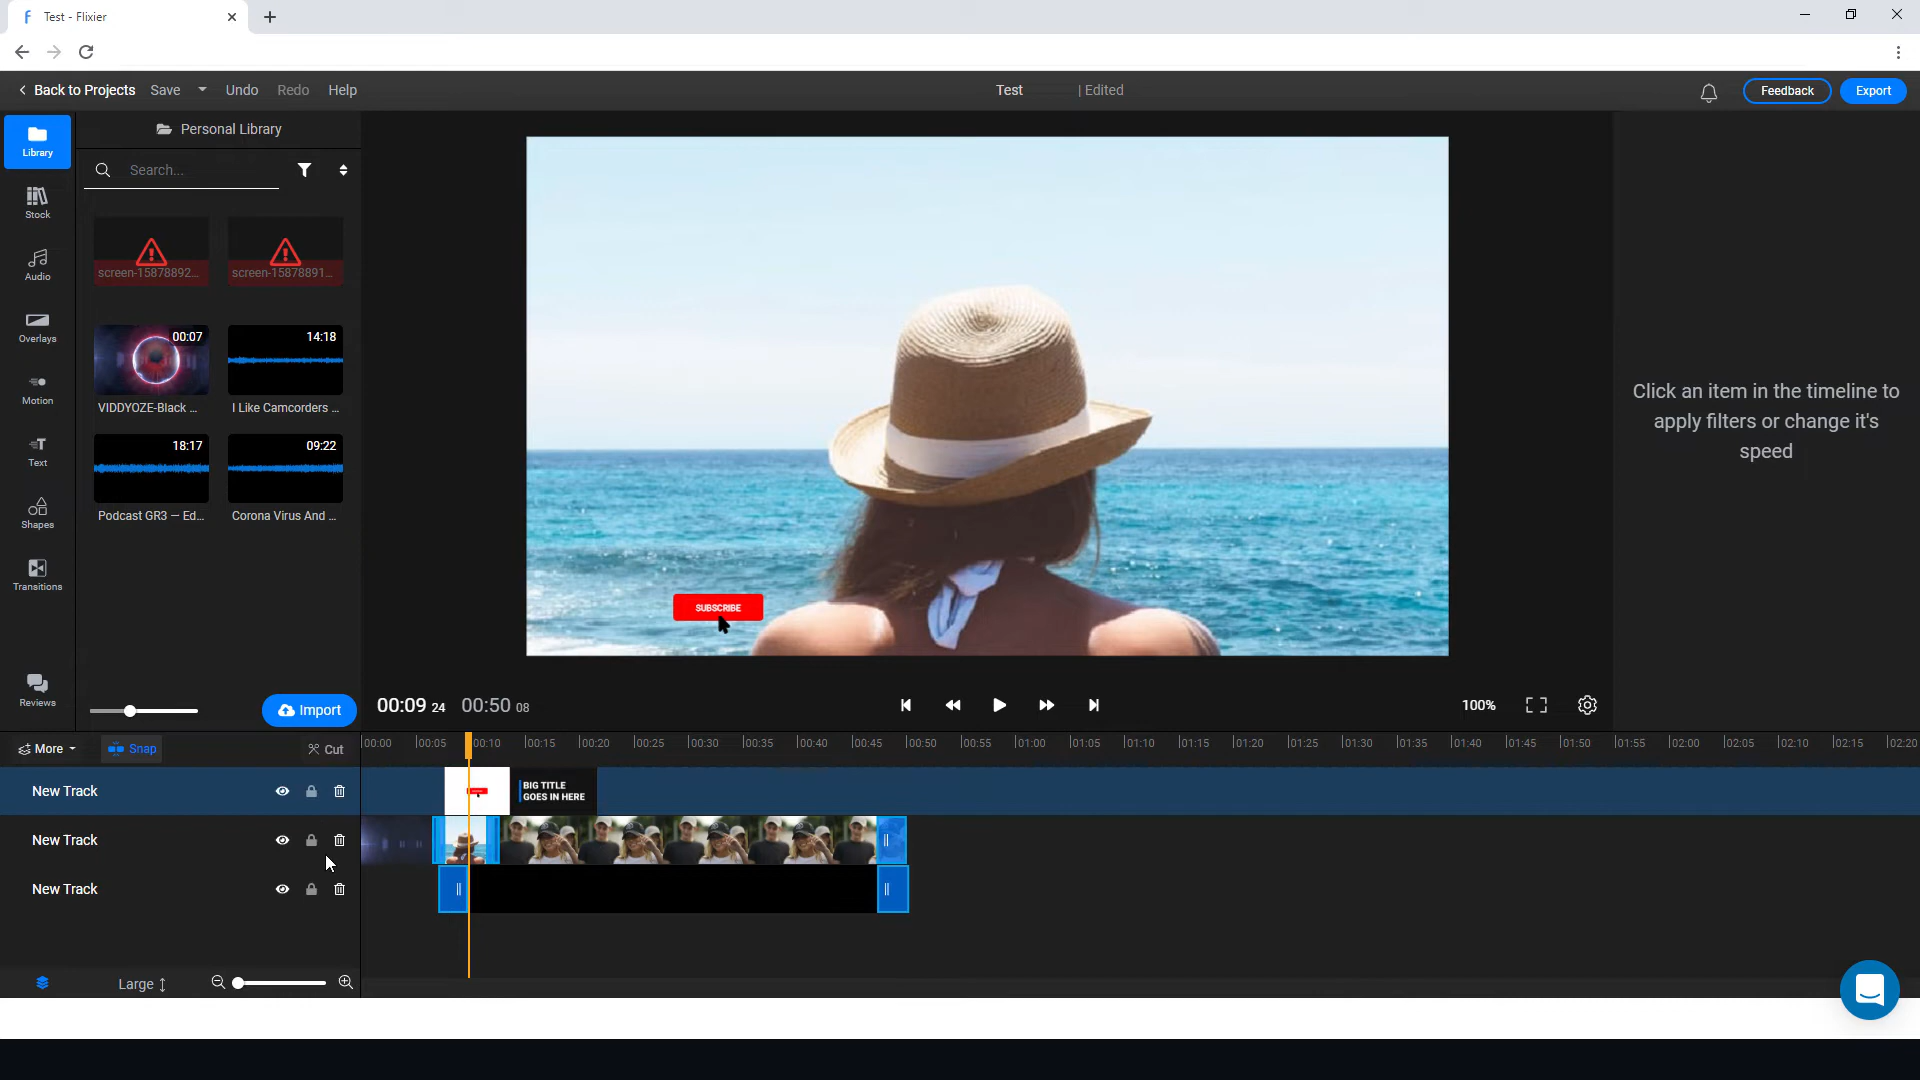 Test - Flixier
Back to Projects Save Undo Redo Help
Test | Edited
Feedback Export
Library
Stock
Audio
Overlays
Motion
Text
Shapes
Transitions
Reviews
Personal Library
Search...
screen-15878892... screen-15878891...
00:07 14:18
VIDDYOZE-Black ... I Like Camcorders ...
18:17 09:22
Podcast GR3 — Ed... Corona Virus And ...
Import
SUBSCRIBE
Click an item in the timeline to
apply filters or change it's
speed
00:09 24 00:50 08
100%
More Snap Cut
00:00 00:05 00:10 00:15 00:20 00:25 00:30 00:35 00:40 00:45 00:50 00:55 01:00 01:05 01:10 01:15 01:20 01:25 01:30 01:35 01:40 01:45 01:50 01:55 02:00 02:05 02:10 02:15 02:20
New Track
BIG TITLE
GOES IN HERE
New Track
New Track
Large